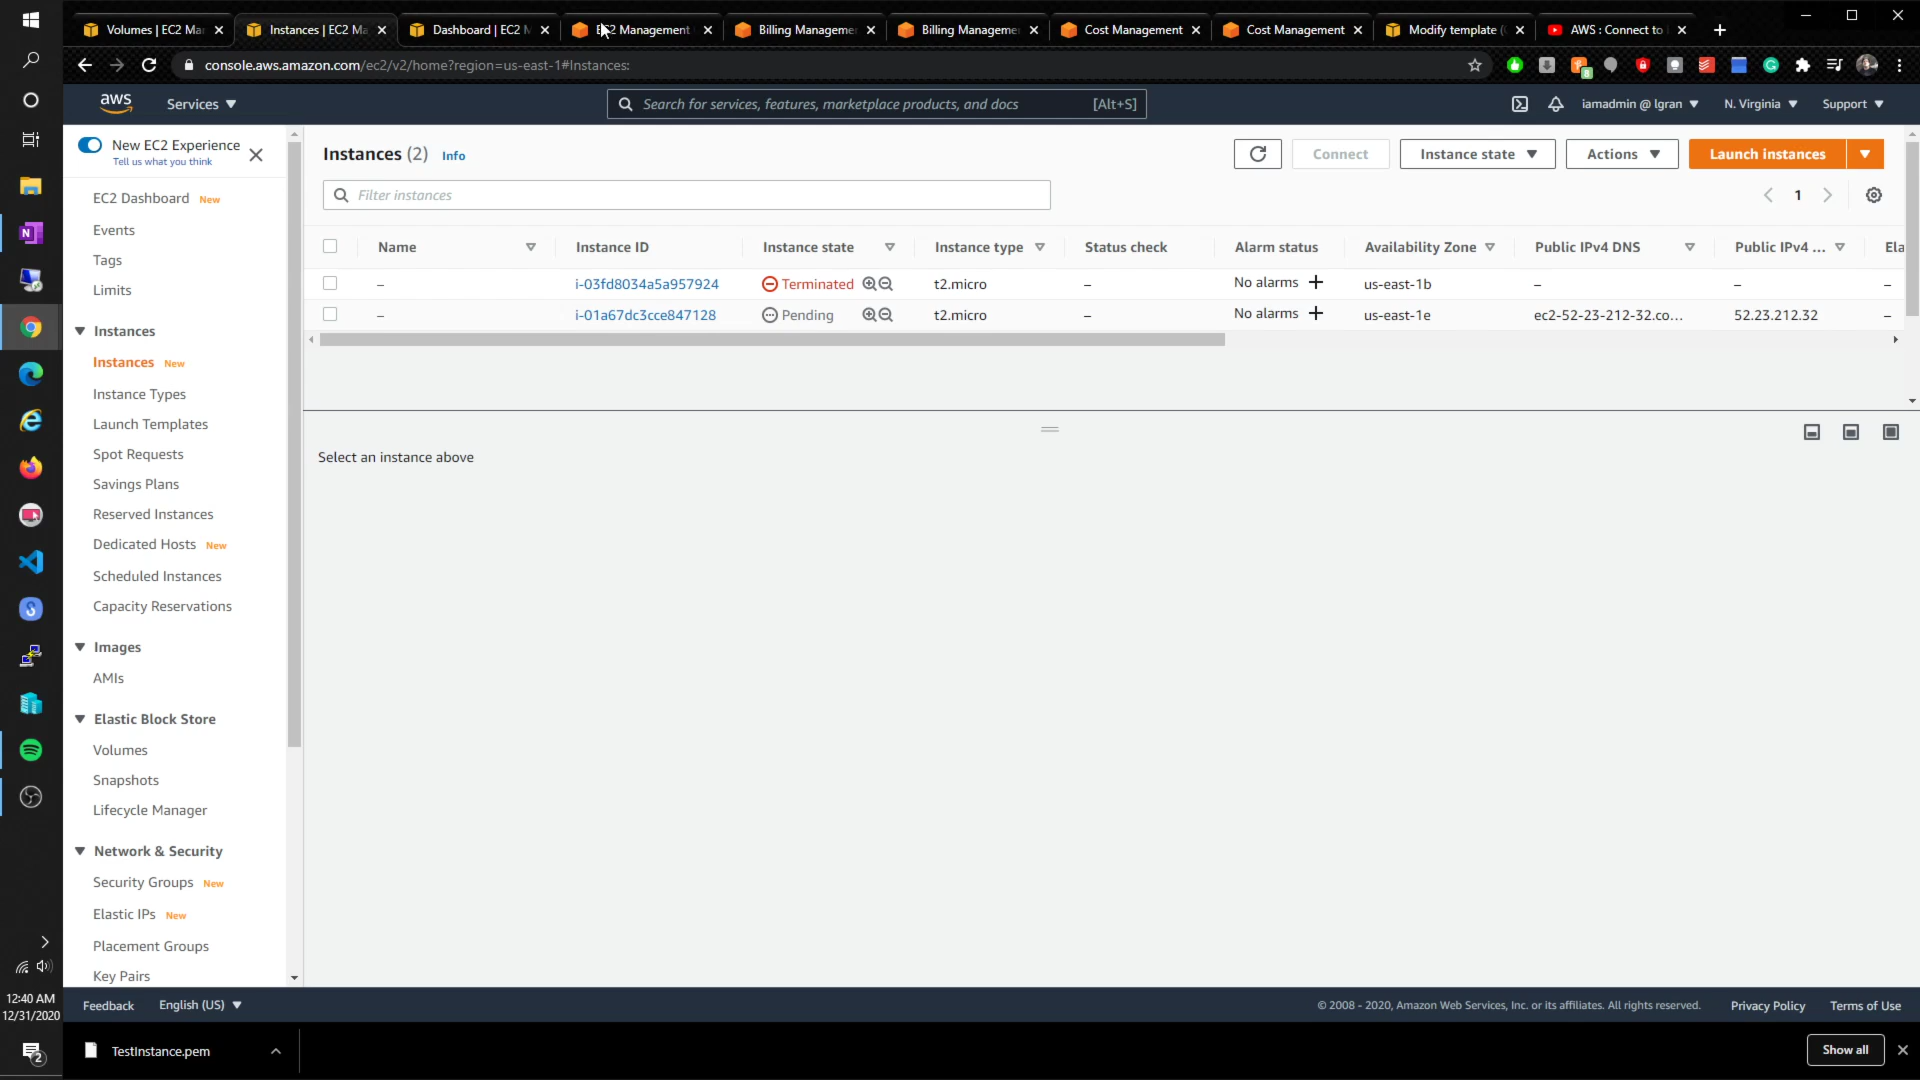 Volumes | EC2 Ma
Instances | EC2 Ma
Dashboard | EC2 M
EC2 Management
Billing Manageme
Billing Manageme
Cost Management
Cost Management
Modify template (
AWS : Connect to
console.aws.amazon.com/ec2/v2/home?region=us-east-1#Instances:
8
aws
Services
Search for services, features, marketplace products, and docs
[Alt+S]
iamadmin @ lgran
N. Virginia
Support
New EC2 Experience
Tell us what you think
EC2 Dashboard New
Events
Tags
Limits
Instances
Instances New
Instance Types
Launch Templates
Spot Requests
Savings Plans
Reserved Instances
Dedicated Hosts New
Scheduled Instances
Capacity Reservations
Images
AMIs
Elastic Block Store
Volumes
Snapshots
Lifecycle Manager
Network & Security
Security Groups New
Elastic IPs New
Placement Groups
Key Pairs
Instances (2) Info
Connect
Instance state
Actions
Launch instances
Filter instances
1
Name Instance ID Instance state Instance type Status check Alarm status Availability Zone Public IPv4 DNS Public IPv4 ... Ela
– i-03fd8034a5a957924 Terminated t2.micro – No alarms + us-east-1b – – –
– i-01a67dc3cce847128 Pending t2.micro – No alarms + us-east-1e ec2-52-23-212-32.co... 52.23.212.32 –
Select an instance above
Feedback
English (US)
© 2008 - 2020, Amazon Web Services, Inc. or its affiliates. All rights reserved.
Privacy Policy
Terms of Use
12:40 AM
12/31/2020
2
TestInstance.pem
Show all